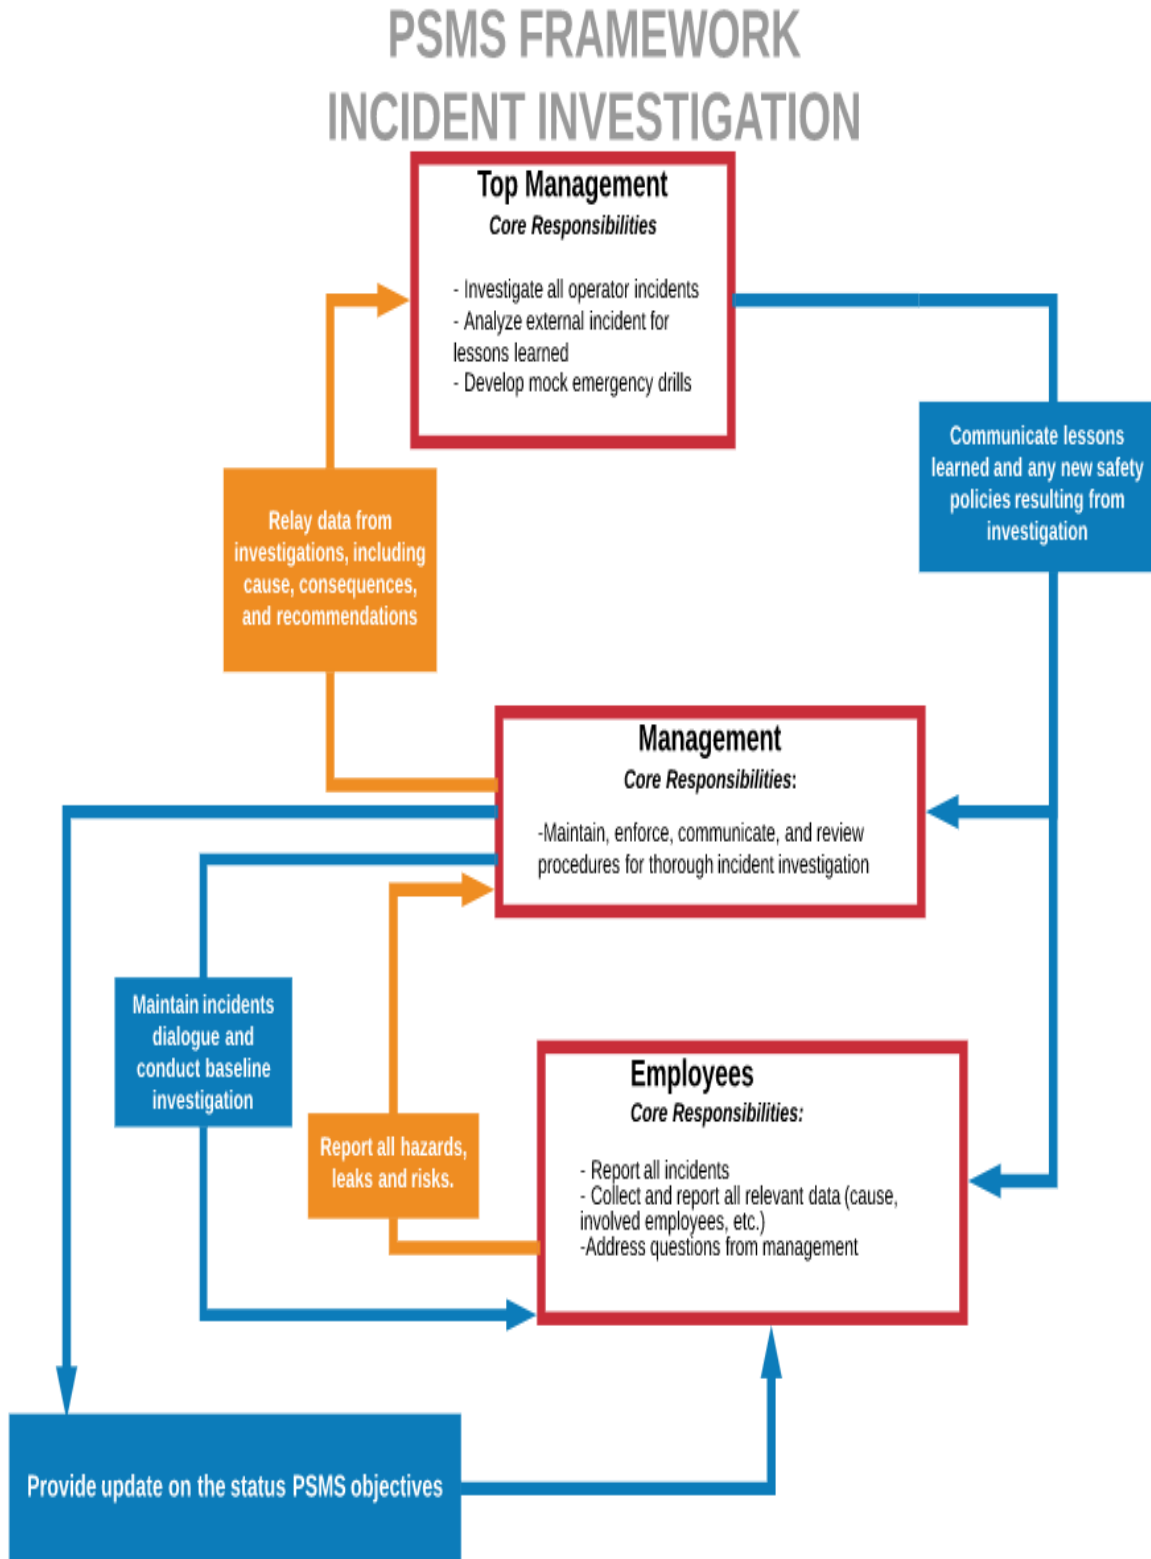 PSMS FRAMEWORK
INCIDENT INVESTIGATION
Top Management
Core Responsibilities
- Investigate all operator incidents
- Analyze external incident for
lessons learned
- Develop mock emergency drills
Communicate lessons
learned and any new safety
policies resulting from
investigation
Relay data from
investigations, including
cause, consequences,
and recommendations
Management
Core Responsibilities:
-Maintain, enforce, communicate, and review
procedures for thorough incident investigation
Maintain incidents
dialogue and
conduct baseline
investigation
Report all hazards,
leaks and risks.
Employees
Core Responsibilities:
- Report all incidents
- Collect and report all relevant data (cause,
involved employees, etc.)
-Address questions from management
Provide update on the status PSMS objectives